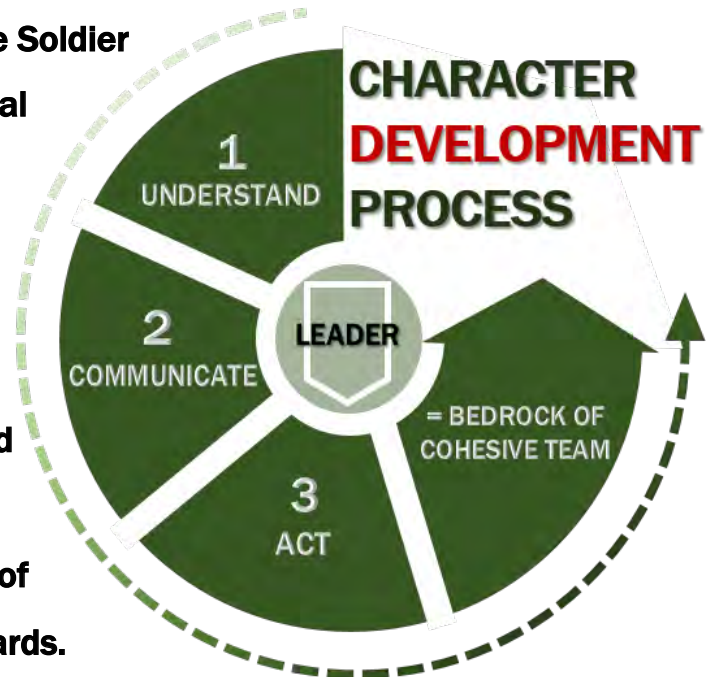 e Soldier
al
d
of
ards.
CHARACTER
DEVELOPMENT
PROCESS
1
UNDERSTAND
2
COMMUNICATE
3
ACT
LEADER
= BEDROCK OF
COHESIVE TEAM